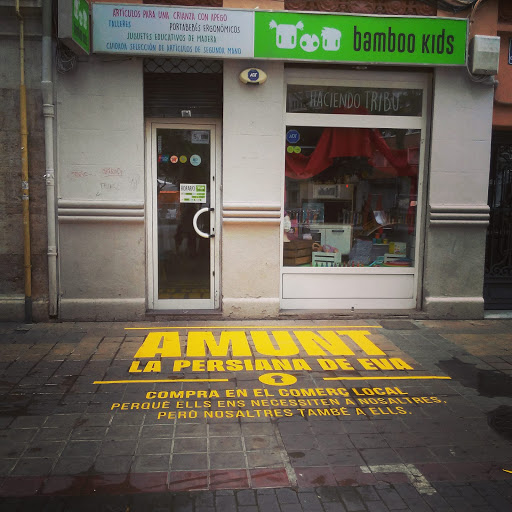 ARTÍCULOS PARA UNA CRIANZA CON APEGO
TALLERES
PORTABEBÉS ERGONÓMICOS
JUGUETES EDUCATIVOS DE MADERA
CUIDADA SELECCIÓN DE ARTÍCULOS DE SEGUNDA MANO
bamboo kids
HACIENDO TRIBU
ADT
AMUNT
LA PERSIANA DE EVA
COMPRA EN EL COMERÇ LOCAL
PERQUÈ ELLS ENS NECESSITEN A NOSALTRES,
PERÒ NOSALTRES TAMBÉ A ELLS.